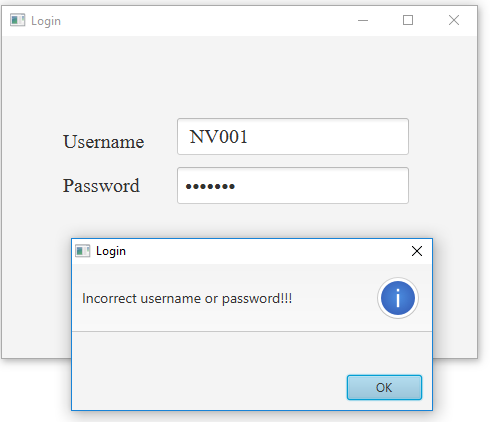 Login
Username NV001
Password •••••••
Login
Incorrect username or password!!!
i
OK